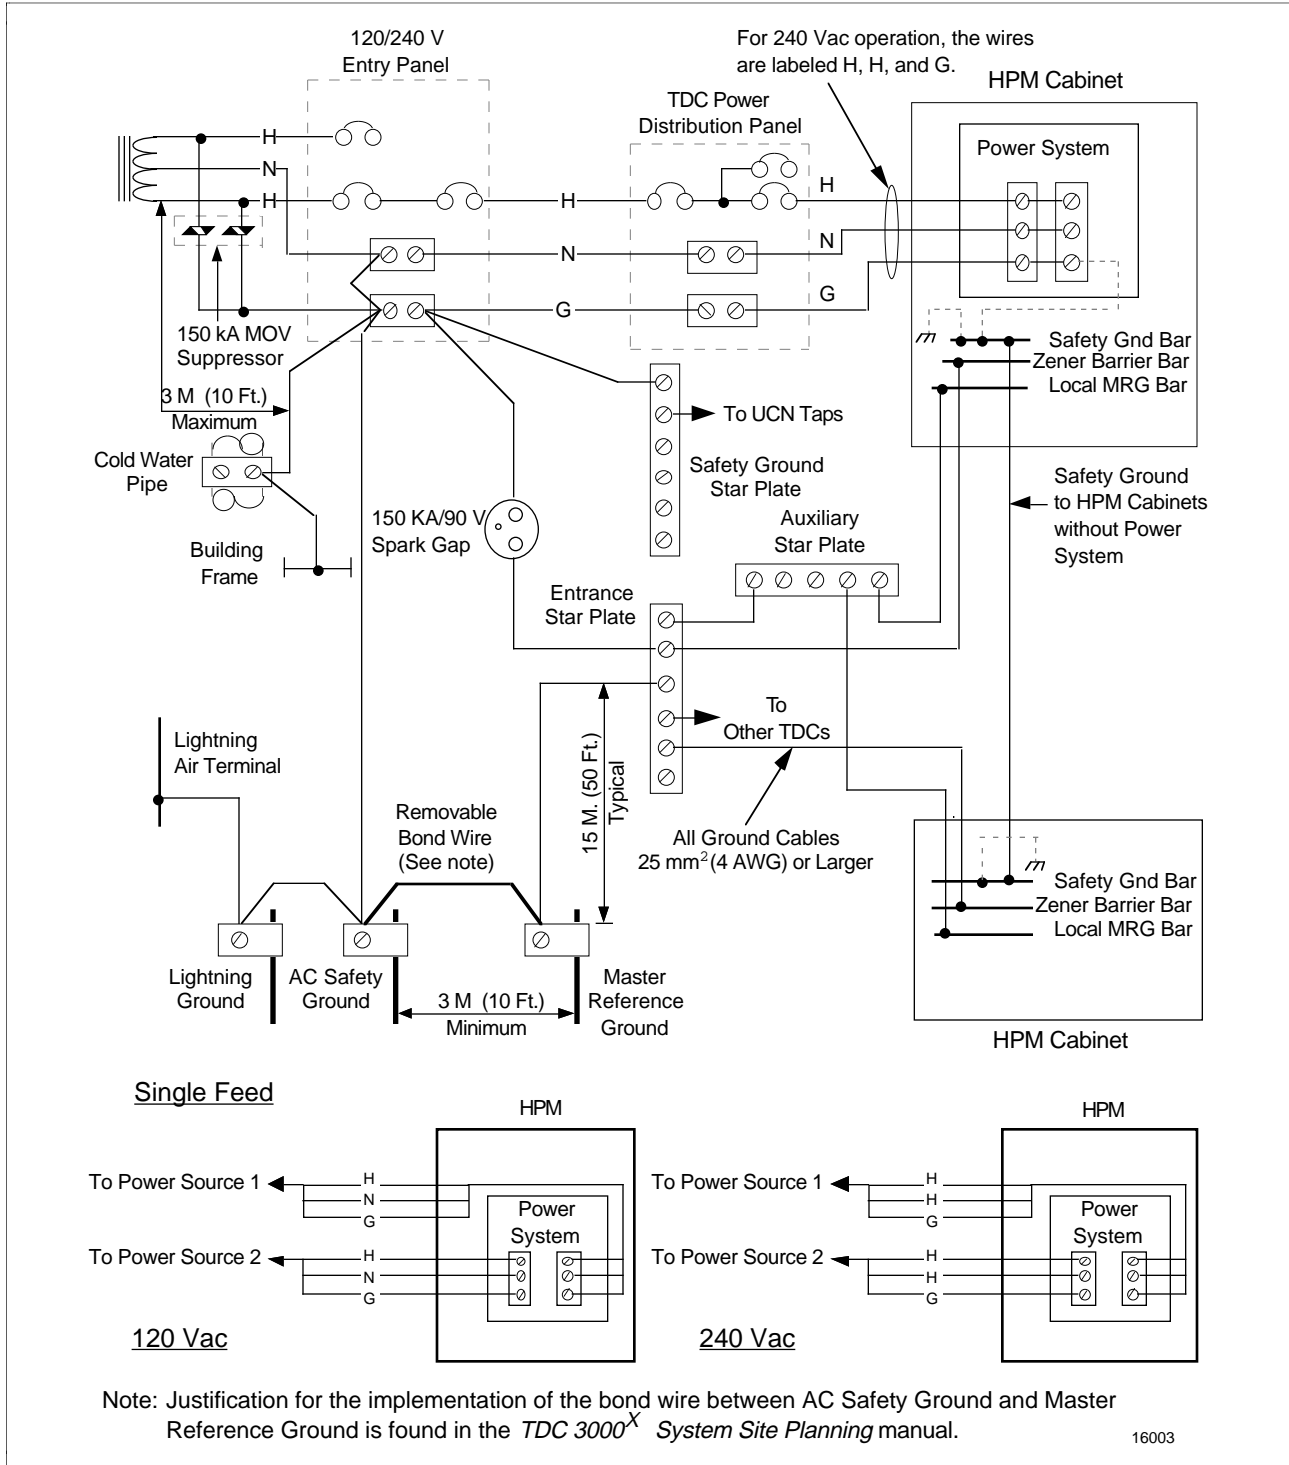 120/240 V
Entry Panel
For 240 Vac operation, the wires
are labeled H, H, and G.
HPM Cabinet
TDC Power
Distribution Panel
Power System
H
N
H
H
H
N
N
G
G
150 kA MOV
Suppressor
3 M (10 Ft.)
Maximum
Safety Gnd Bar
Zener Barrier Bar
Local MRG Bar
To UCN Taps
Cold Water
Pipe
Safety Ground
Star Plate
Safety Ground
to HPM Cabinets
without Power
System
150 KA/90 V
Spark Gap
Auxiliary
Star Plate
Building
Frame
Entrance
Star Plate
To
Other TDCs
Lightning
Air Terminal
15 M. (50 Ft.)
Typical
Removable
Bond Wire
(See note)
All Ground Cables
25 mm2 (4 AWG) or Larger
Safety Gnd Bar
Zener Barrier Bar
Local MRG Bar
Lightning
Ground
AC Safety
Ground
3 M (10 Ft.)
Minimum
Master
Reference
Ground
HPM Cabinet
Single Feed
HPM
HPM
To Power Source 1
H
N
G
Power
System
To Power Source 2
H
N
G
120 Vac
To Power Source 1
H
H
G
Power
System
To Power Source 2
H
H
G
240 Vac
Note: Justification for the implementation of the bond wire between AC Safety Ground and Master
Reference Ground is found in the TDC 3000X System Site Planning manual.
16003